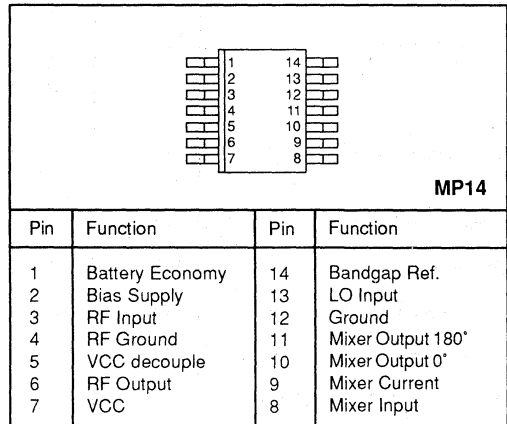 1 14
2 13
3 12
4 11
5 10
6 9
7 8
MP14
Pin Function Pin Function
1 Battery Economy 14 Bandgap Ref.
2 Bias Supply 13 LO Input
3 RF Input 12 Ground
4 RF Ground 11 Mixer Output 180°
5 VCC decouple 10 Mixer Output 0°
6 RF Output 9 Mixer Current
7 VCC 8 Mixer Input